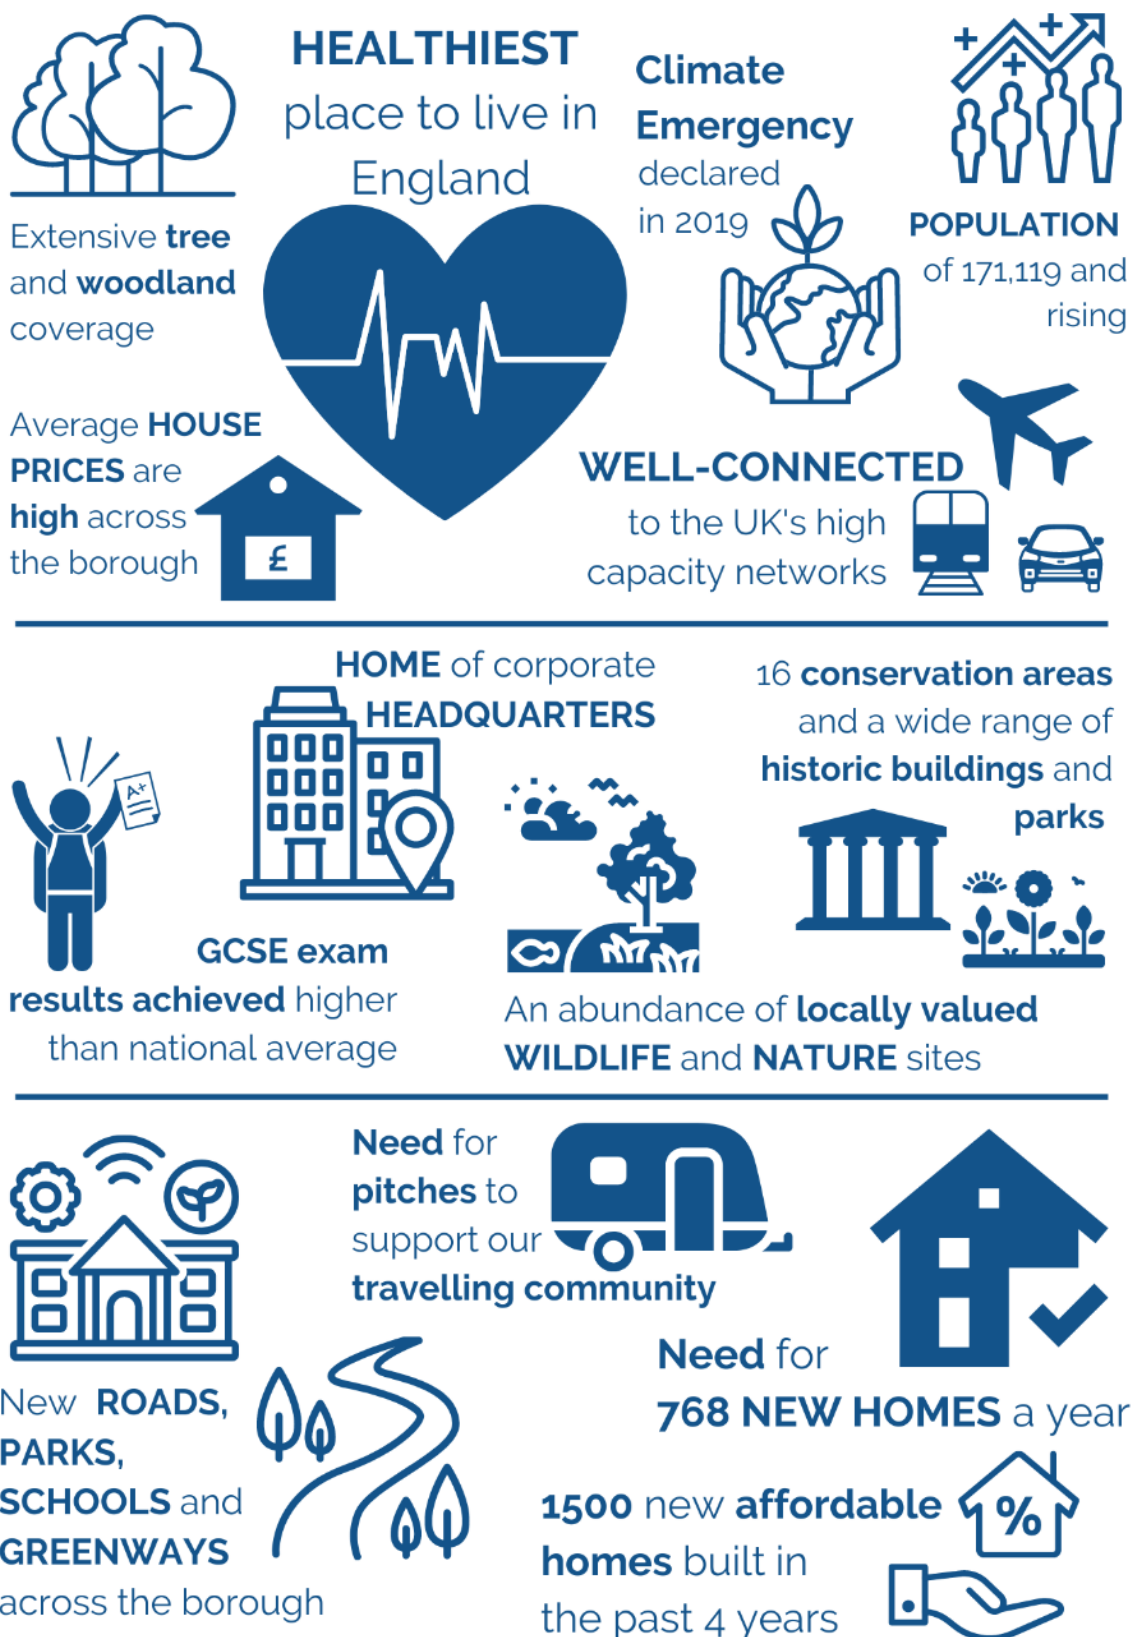 HEALTHIEST
place to live in
England
Climate
Emergency
declared
in 2019
POPULATION
of 171,119 and
rising
Extensive tree
and woodland
coverage
Average HOUSE
PRICES are
high across
the borough
£
WELL-CONNECTED
to the UK's high
capacity networks
HOME of corporate
HEADQUARTERS
16 conservation areas
and a wide range of
historic buildings and
parks
A+
GCSE exam
results achieved higher
than national average
An abundance of locally valued
WILDLIFE and NATURE sites
Need for
pitches to
support our
travelling community
New ROADS,
PARKS,
SCHOOLS and
GREENWAYS
across the borough
Need for
768 NEW HOMES a year
1500 new affordable
homes built in
the past 4 years
%